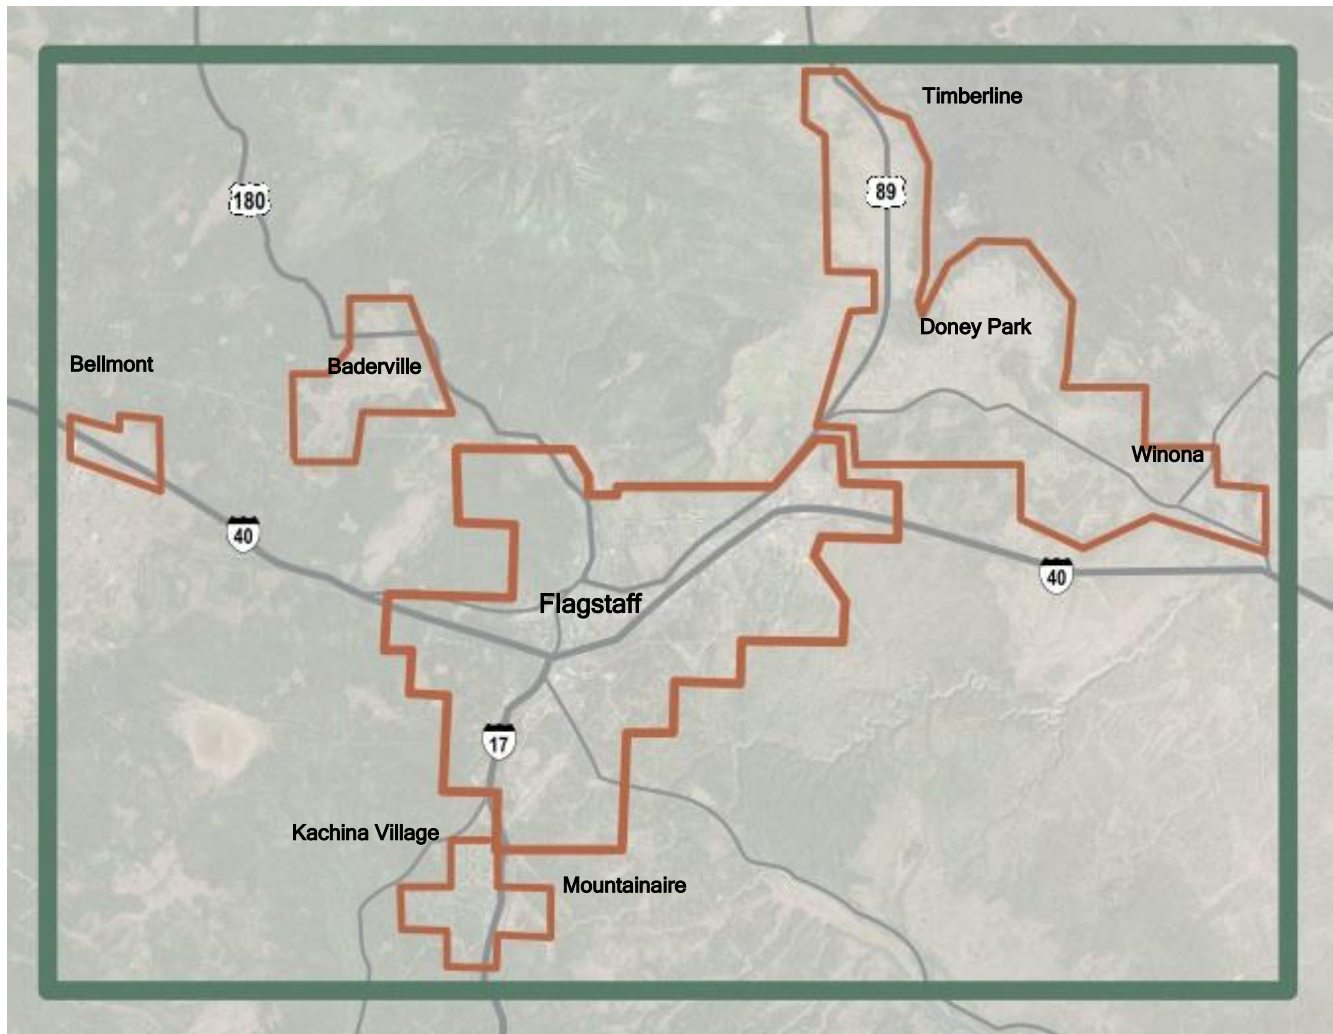 Timberline
180
89
Doney Park
Bellmont
Baderville
Winona
40
40
Flagstaff
17
Kachina Village
Mountainaire